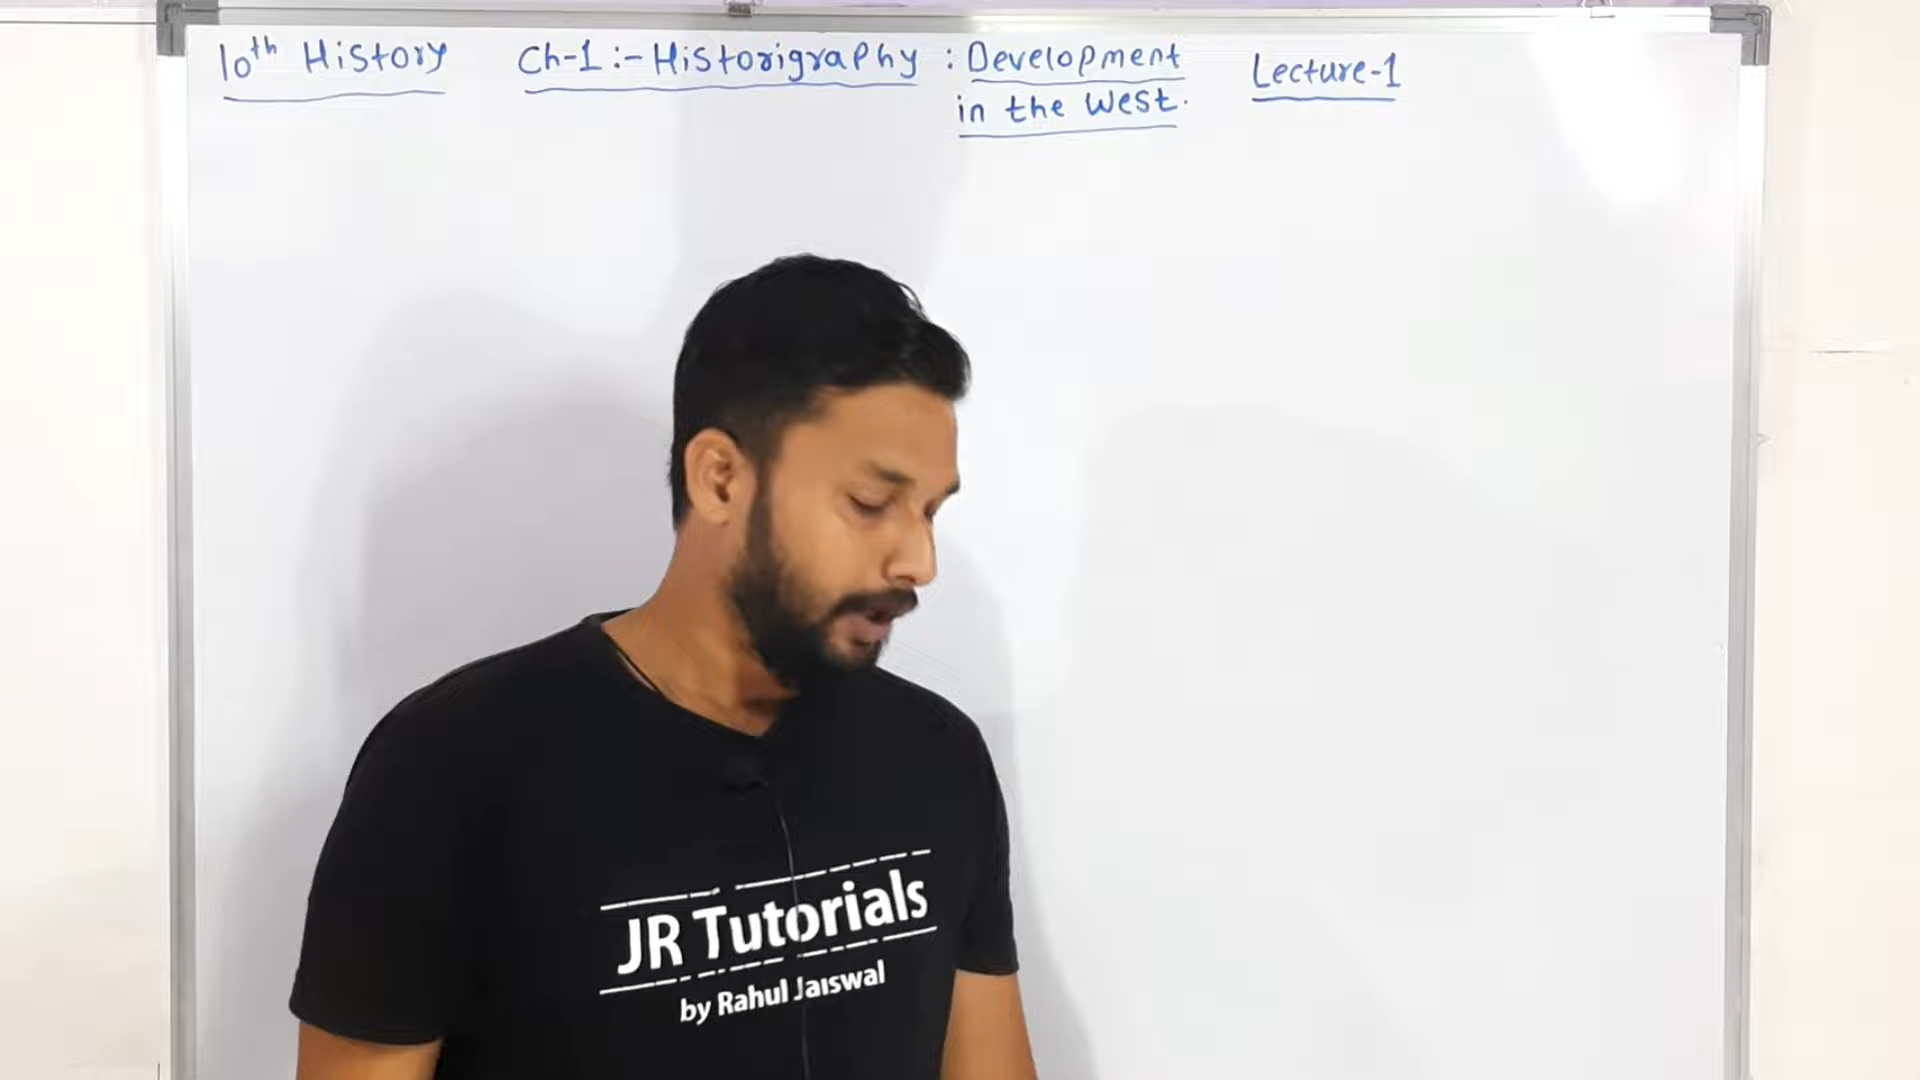 10th History Ch-1:- Historigraphy : Development Lecture-1
in the West.
JR Tutorials
by Rahul Jaiswal